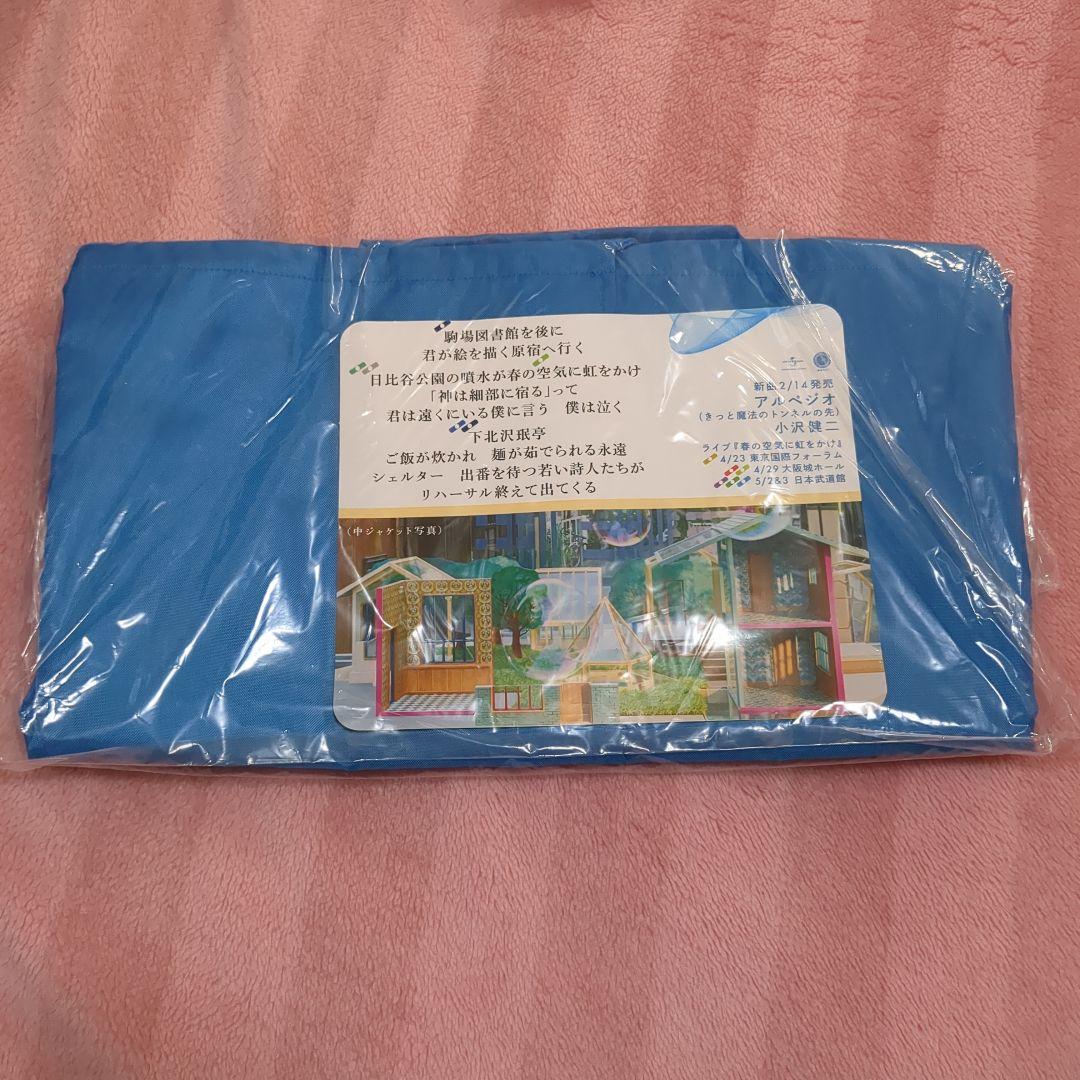 駒場図書館を後に
君が絵を描く原宿へ行く
日比谷公園の噴水が春の空気に虹をかけ
「神は細部に宿る」って
君は遠くにいる僕に言う　僕は泣く
下北沢珉亭
ご飯が炊かれ　麺が茹でられる永遠
シェルター　出番を待つ若い詩人たちが
リハーサル終えて出てくる
新曲2/14発売
アルペジオ
(きっと魔法のトンネルの先)
小沢健二
ライブ『春の空気に虹をかけ』
4/23 東京国際フォーラム
4/29 大阪城ホール
5/2&3 日本武道館
(中ジャケット写真)